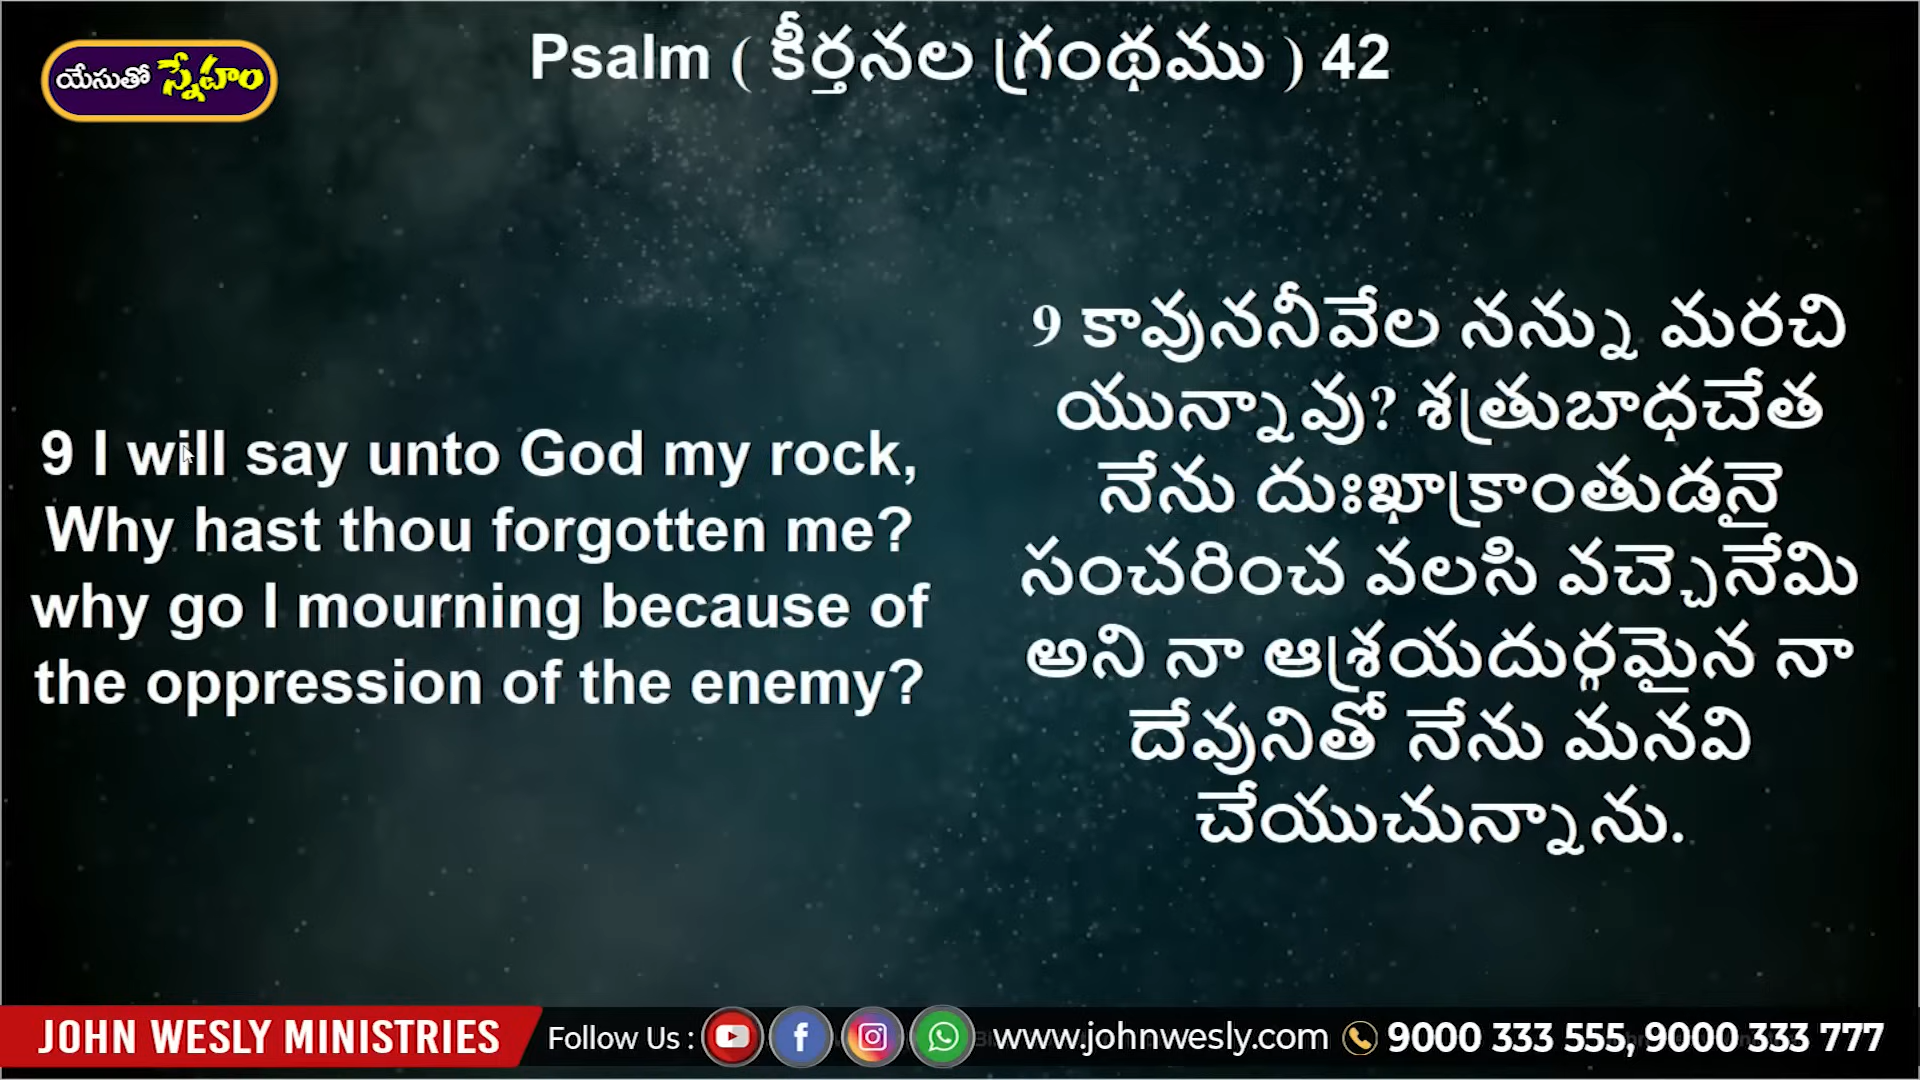 Psalm ( కీర్తనల గ్రంథము ) 42
యేసుతో స్నేహం
9 I will say unto God my rock,
Why hast thou forgotten me?
why go I mourning because of
the oppression of the enemy?
9 కావుననీవేల నన్ను మరచి
యున్నావు? శత్రుబాధచేత
నేను దుఃఖాక్రాంతుడనై
సంచరించ వలసి వచ్చెనేమి
అని నా ఆశ్రయదుర్గమైన నా
దేవునితో నేను మనవి
చేయుచున్నాను.
JOHN WESLY MINISTRIES Follow Us : www.johnwesly.com 9000 333 555, 9000 333 777